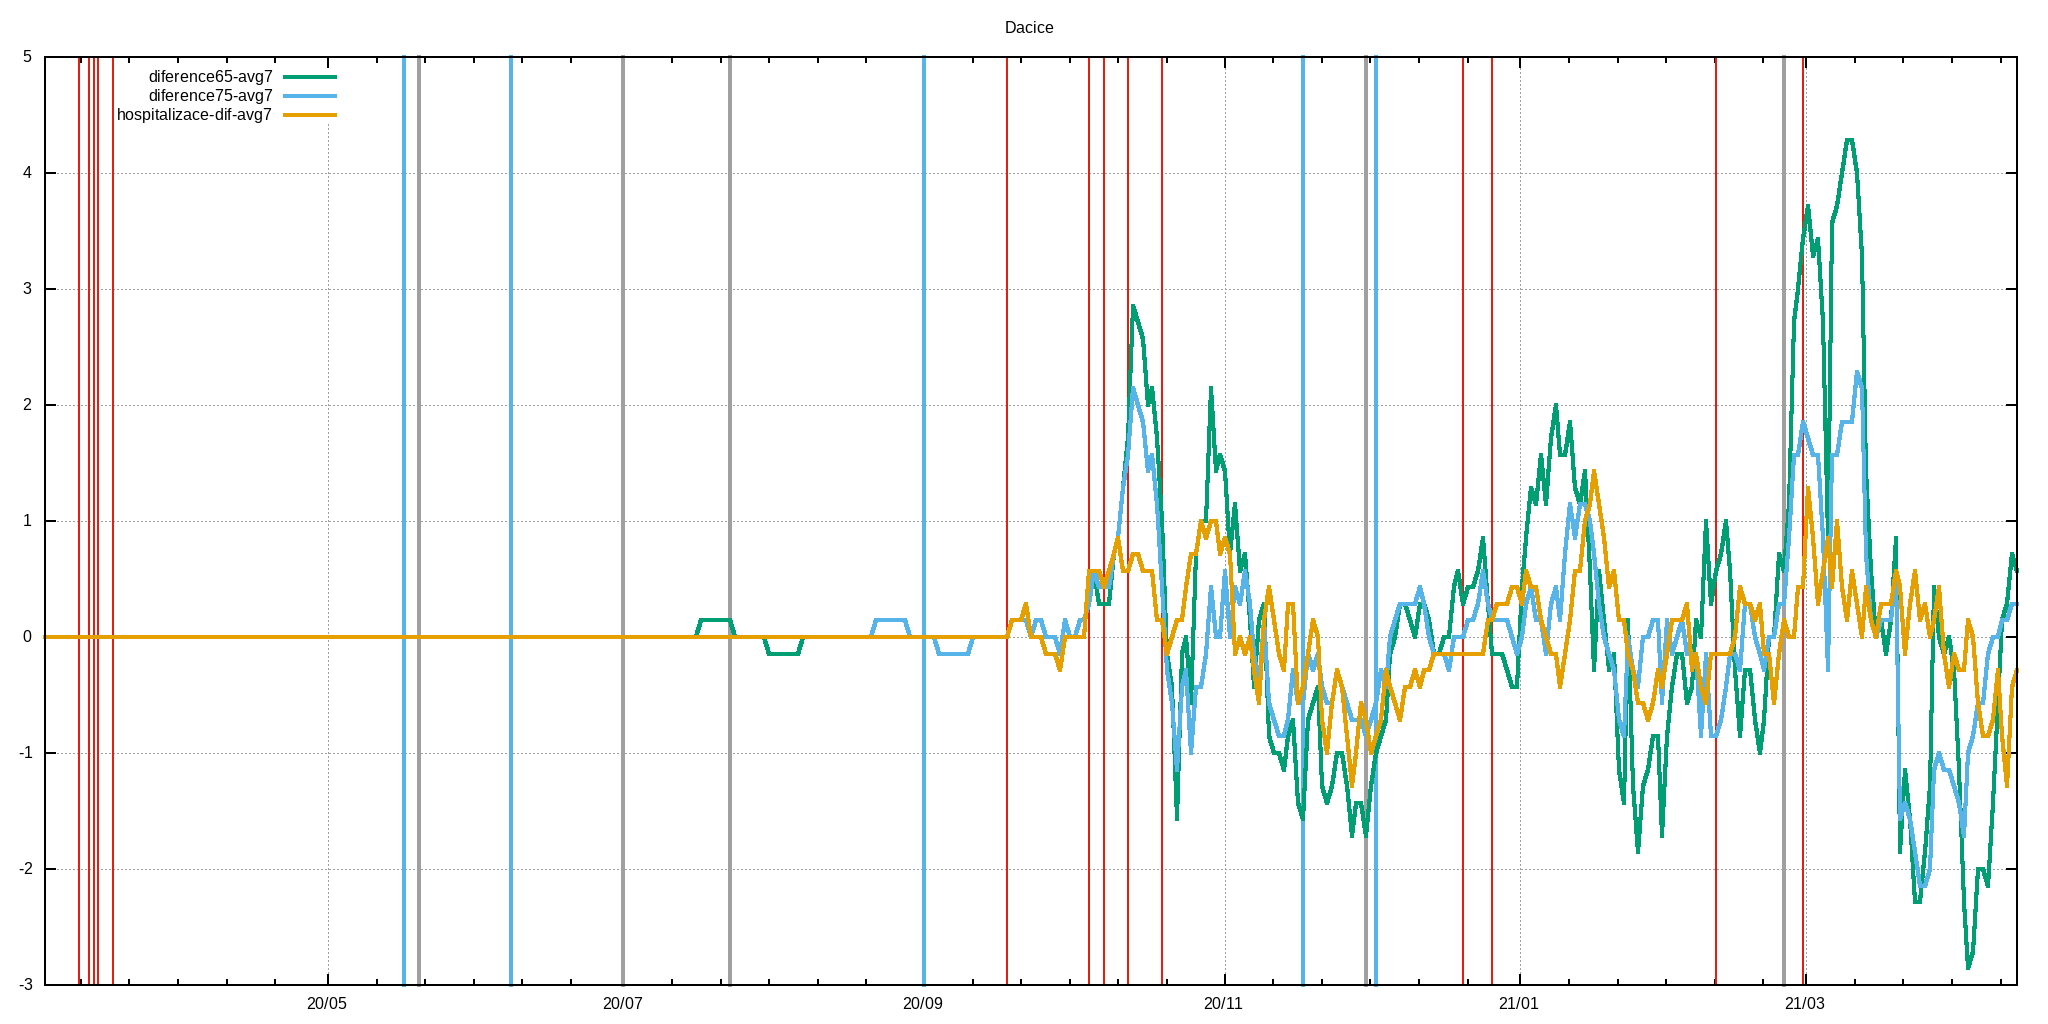 Dacice
5
diference65-avg7
diference75-avg7
hospitalizace-dif-avg7
4
3
2
1
0
-1
-2
-3
20/05 20/07 20/09 20/11 21/01 21/03